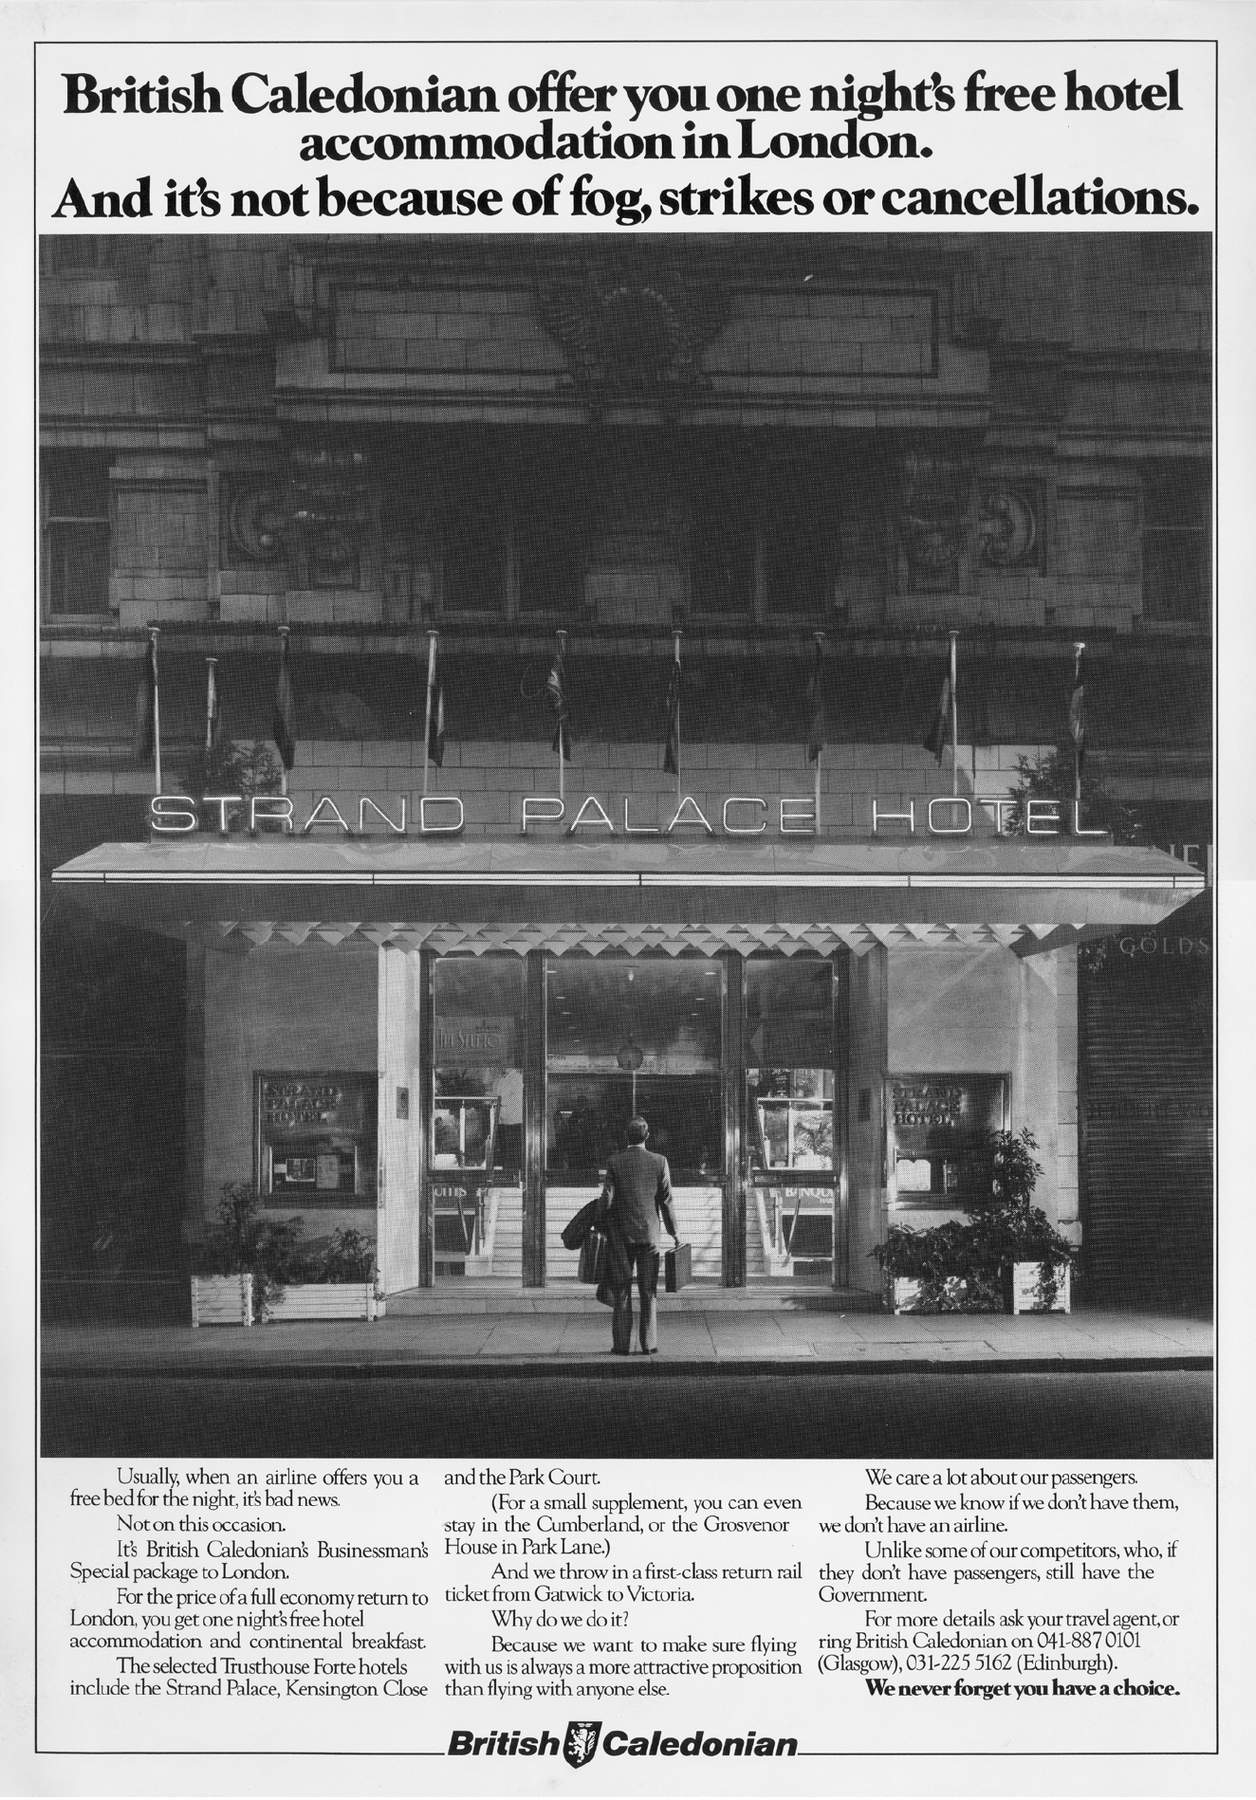 British Caledonian offer you one night's free hotel
accommodation in London.
And it's not because of fog, strikes or cancellations.
STRAND PALACE HOTEL
GOLDS
STRAND
PALACE
HOTEL
STRAND
PALACE
HOTEL
BANQU
Usually, when an airline offers you a
free bed for the night, it's bad news.
Not on this occasion.
It's British Caledonian's Businessman's
Special package to London.
For the price of a full economy return to
London, you get one night's free hotel
accommodation and continental breakfast.
The selected Trusthouse Forte hotels
include the Strand Palace, Kensington Close
and the Park Court.
(For a small supplement, you can even
stay in the Cumberland, or the Grosvenor
House in Park Lane.)
And we throw in a first-class return rail
ticket from Gatwick to Victoria.
Why do we do it?
Because we want to make sure flying
with us is always a more attractive proposition
than flying with anyone else.
We care a lot about our passengers.
Because we know if we don't have them,
we don't have an airline.
Unlike some of our competitors, who, if
they don't have passengers, still have the
Government.
For more details ask your travel agent, or
ring British Caledonian on 041-887 0101
(Glasgow), 031-225 5162 (Edinburgh).
We never forget you have a choice.
British Caledonian